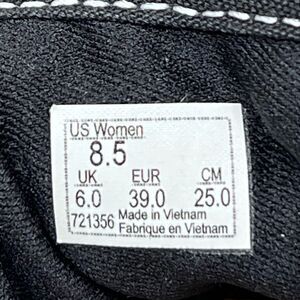 US Women
8.5
UK EUR CM
6.0 39.0 25.0
721356 Made in Vietnam
Fabrique en Vietnam